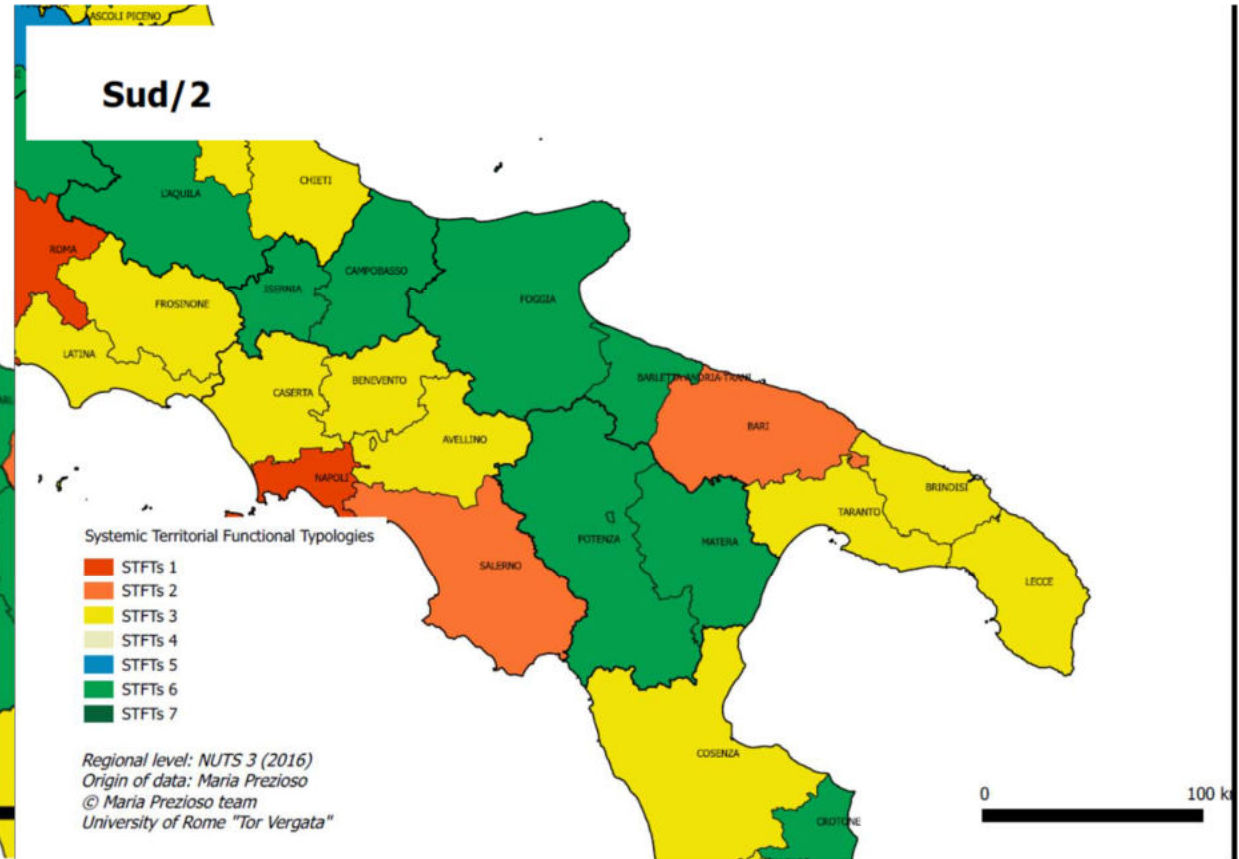 ASCOLI PICENO
Sud/2
CHIETI
L'AQUILA
ROMA
CAMPOBASSO
ISERNIA
FROSINONE
FOGGIA
LATINA
BENEVENTO
BARLETTA-ANDRIA-TRANI
CASERTA
BARI
AVELLINO
NAPOLI
BRINDISI
TARANTO
Systemic Territorial Functional Typologies
POTENZA
MATERA
SALERNO
LECCE
STFTs 1
STFTs 2
STFTs 3
STFTs 4
STFTs 5
STFTs 6
STFTs 7
COSENZA
Regional level: NUTS 3 (2016)
Origin of data: Maria Prezioso
© Maria Prezioso team
University of Rome "Tor Vergata"
0 100 k
CROTONE